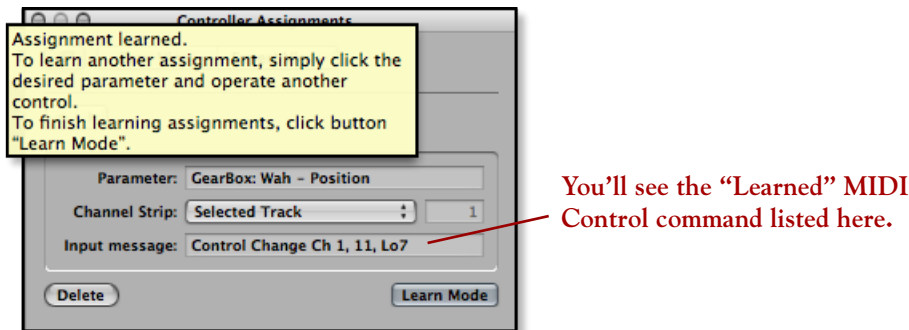 Controller Assignments
Assignment learned.
To learn another assignment, simply click the
desired parameter and operate another
control.
To finish learning assignments, click button
“Learn Mode”.
Parameter: GearBox: Wah – Position
Channel Strip: Selected Track 1
Input message: Control Change Ch 1, 11, Lo7
Delete Learn Mode
You’ll see the “Learned” MIDI
Control command listed here.